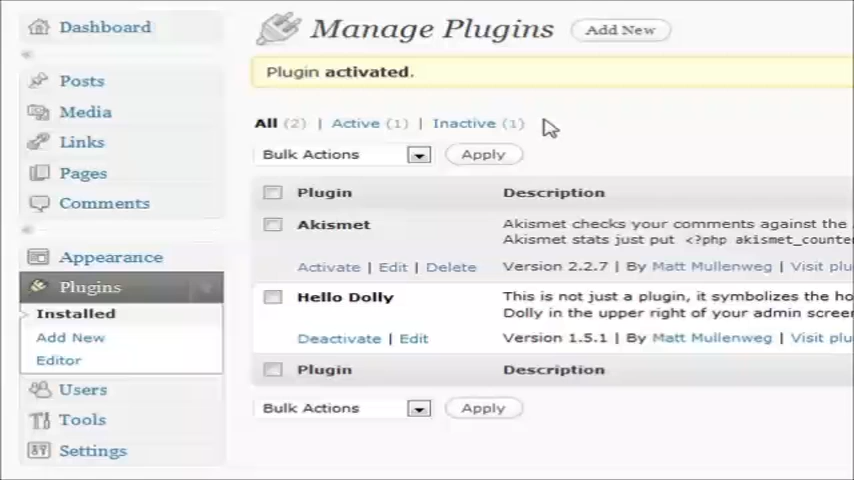 Dashboard
Posts
Media
Links
Pages
Comments
Appearance
Plugins
Installed
Add New
Editor
Users
Tools
Settings
Manage Plugins Add New
Plugin activated.
All (2) | Active (1) | Inactive (1)
Bulk Actions Apply
Plugin Description
Akismet Akismet checks your comments against the
Akismet stats just put <?php akismet_counte
Activate | Edit | Delete Version 2.2.7 | By Matt Mullenweg | Visit plu
Hello Dolly This is not just a plugin, it symbolizes the ho
Dolly in the upper right of your admin screen
Deactivate | Edit Version 1.5.1 | By Matt Mullenweg | Visit plu
Plugin Description
Bulk Actions Apply